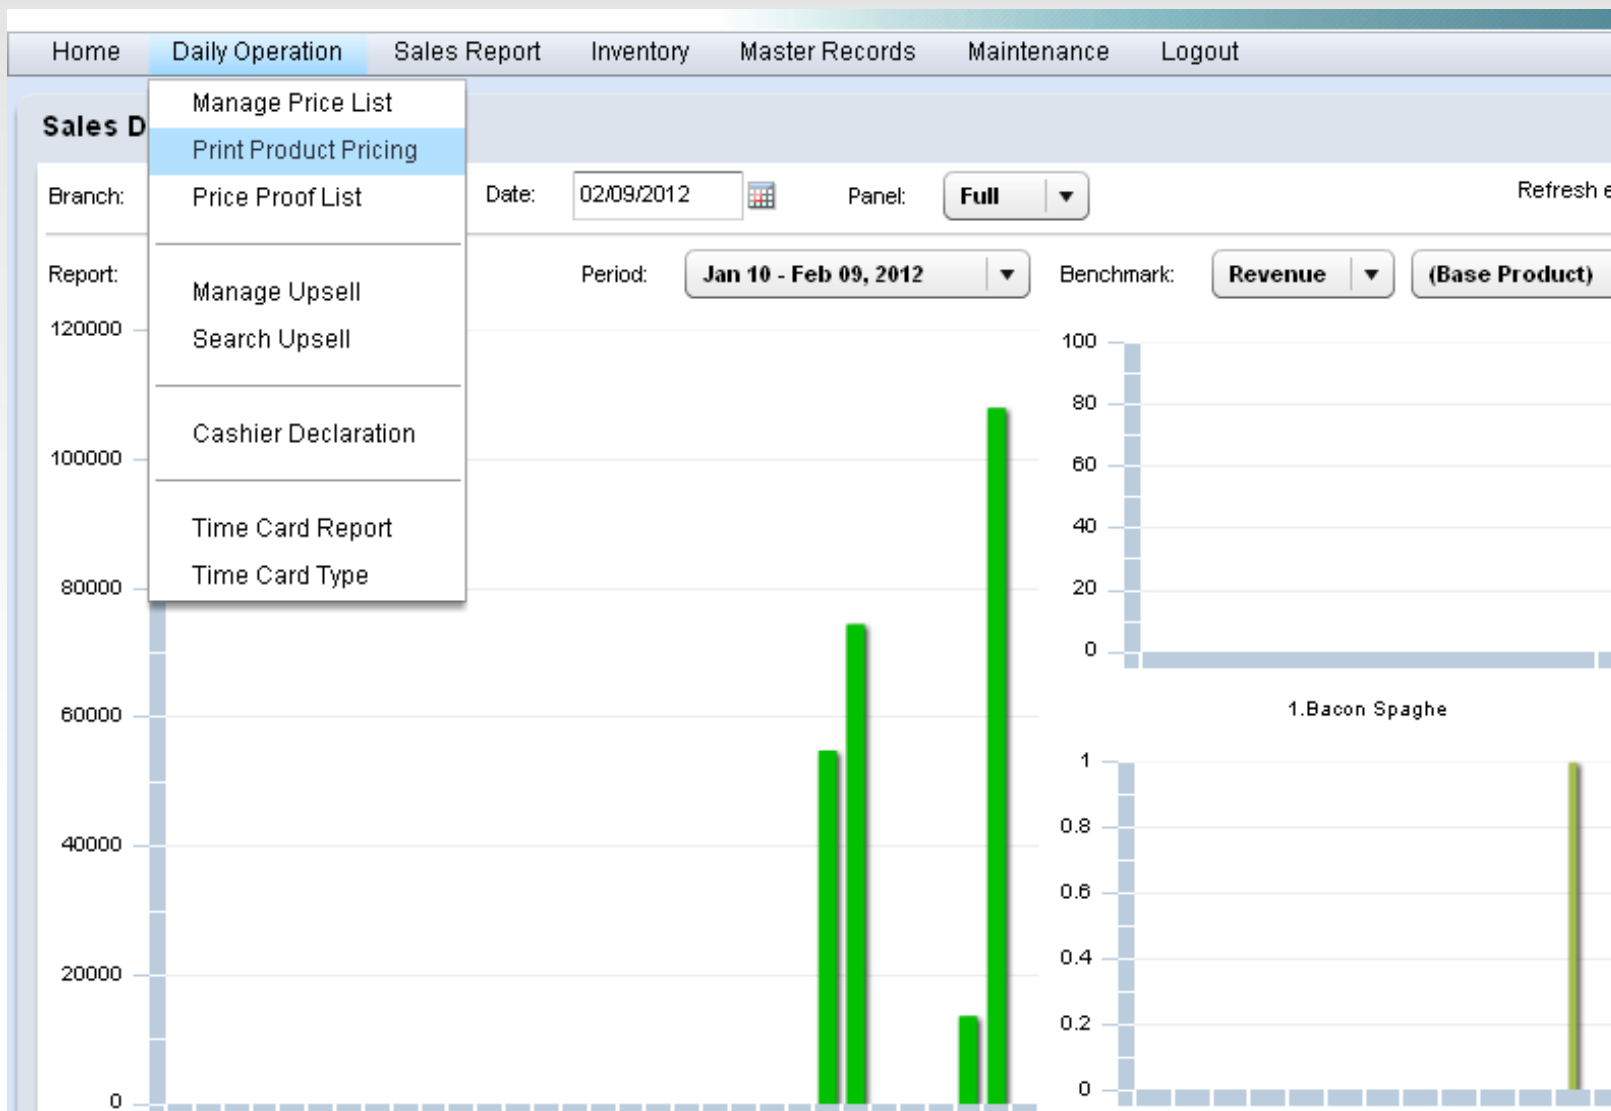 Home Daily Operation Sales Report Inventory Master Records Maintenance Logout
Manage Price List
Print Product Pricing
Price Proof List
Manage Upsell
Search Upsell
Cashier Declaration
Time Card Report
Time Card Type
Sales D
Branch: Date: 02/09/2012 Panel: Full Refresh e
Report: Period: Jan 10 - Feb 09, 2012 Benchmark: Revenue (Base Product)
120000
100000
80000
60000
40000
20000
0
100
80
60
40
20
0
1.Bacon Spaghe
1
0.8
0.6
0.4
0.2
0